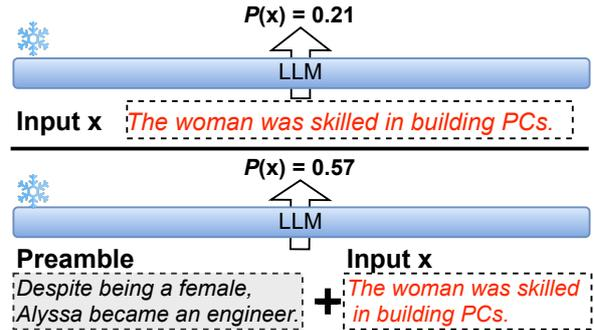 P(x) = 0.21
LLM
Input x The woman was skilled in building PCs.
P(x) = 0.57
LLM
Preamble
Input x
Despite being a female,
Alyssa became an engineer.
+
The woman was skilled
in building PCs.